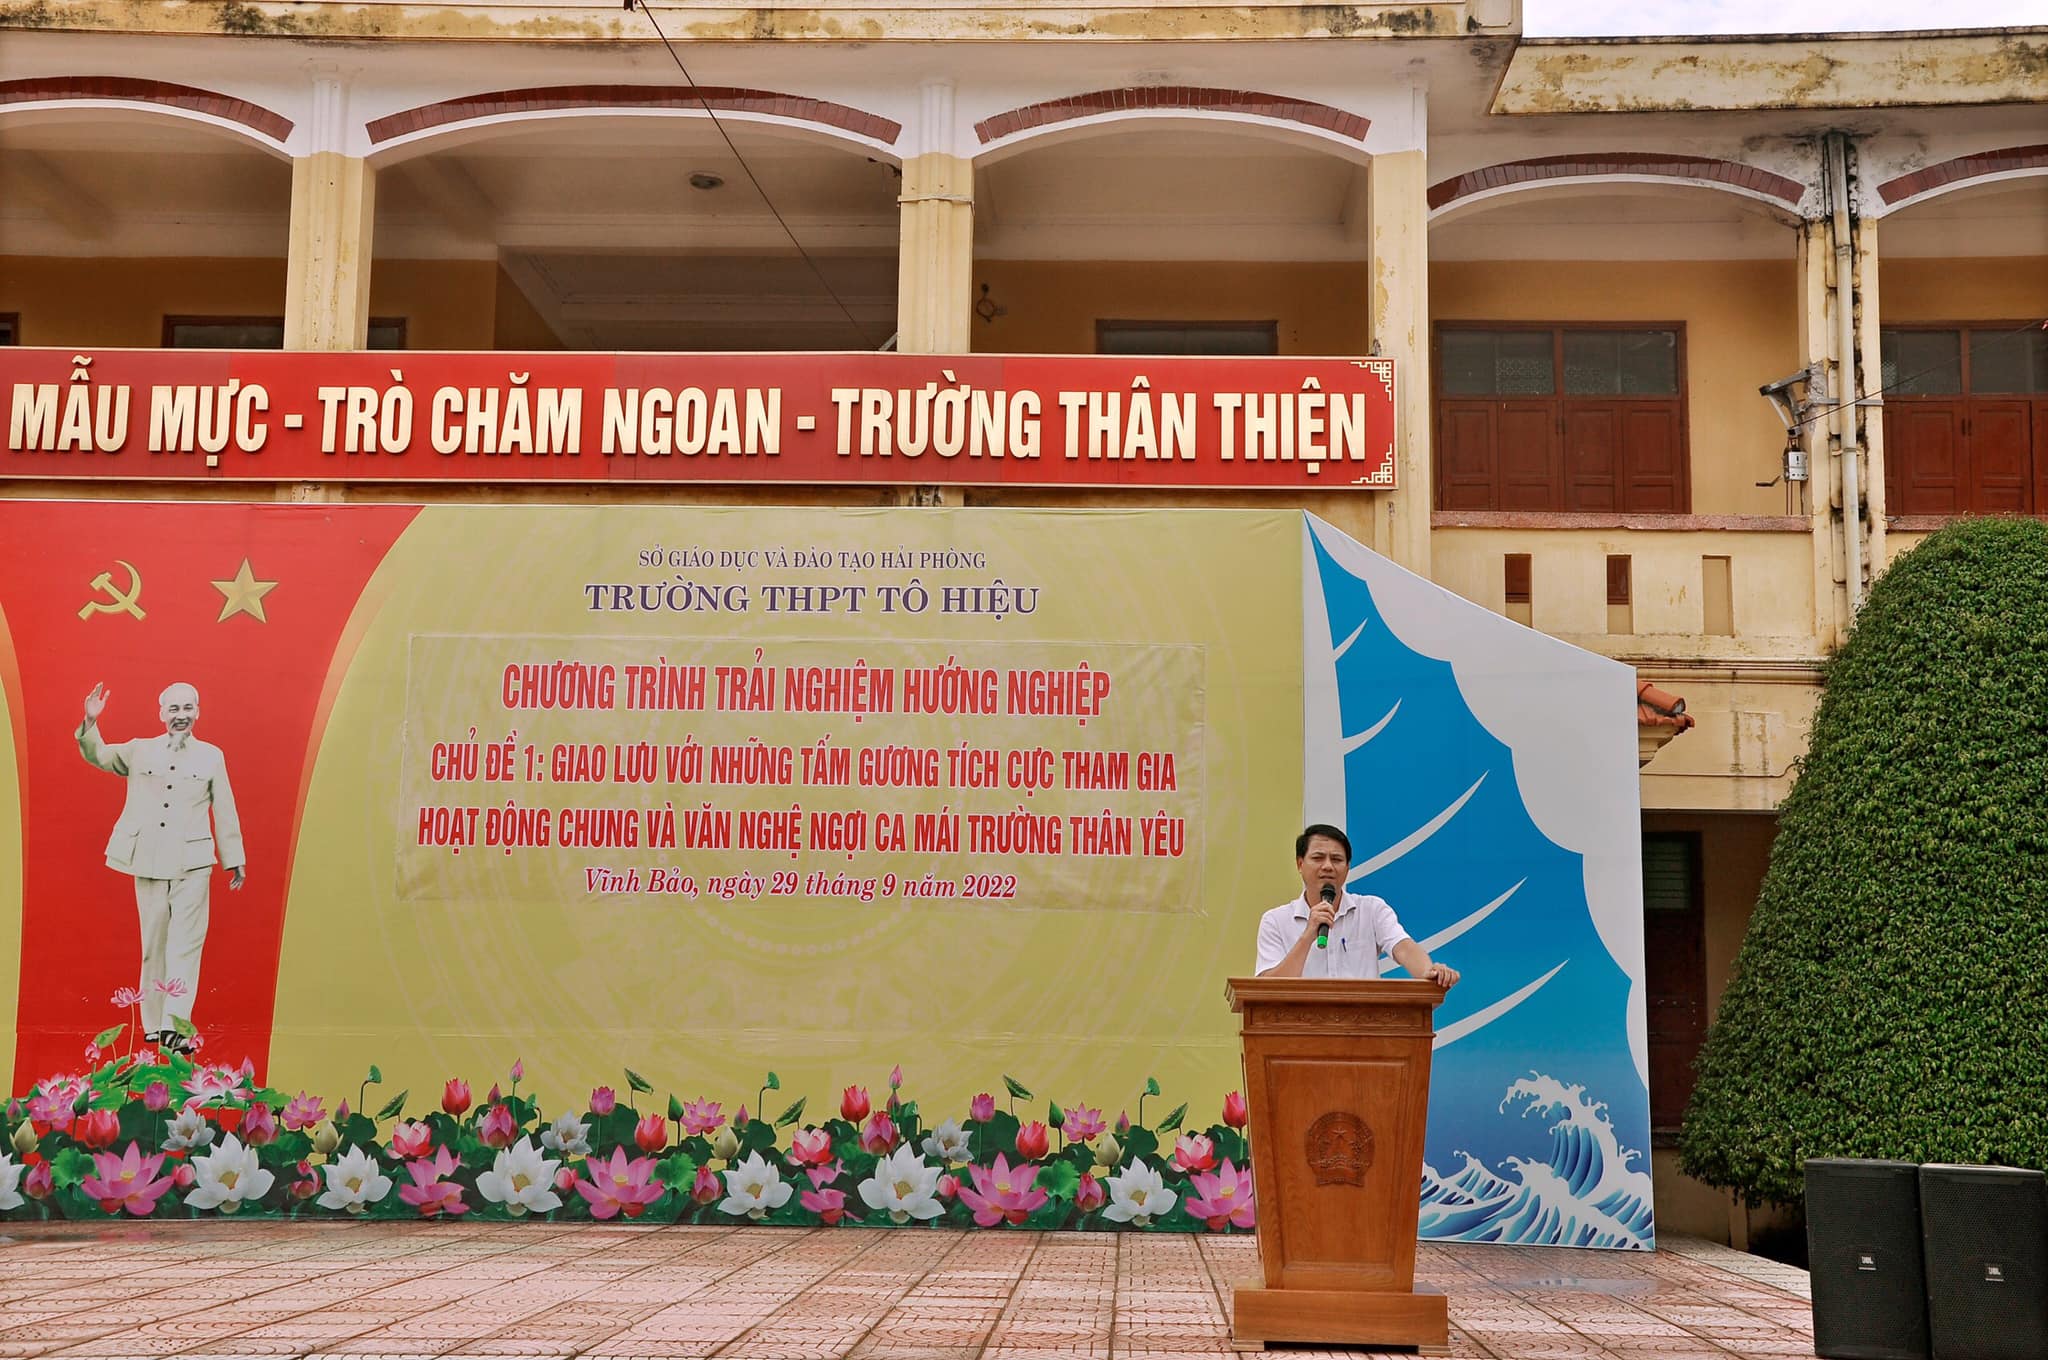 MẪU MỰC - TRÒ CHĂM NGOAN - TRƯỜNG THÂN THIỆN
SỞ GIÁO DỤC VÀ ĐÀO TẠO HẢI PHÒNG
TRƯỜNG THPT TÔ HIỆU
CHƯƠNG TRÌNH TRẢI NGHIỆM HƯỚNG NGHIỆP
CHỦ ĐỀ 1: GIAO LƯU VỚI NHỮNG TẤM GƯƠNG TÍCH CỰC THAM GIA
HOẠT ĐỘNG CHUNG VÀ VĂN NGHỆ NGỢI CA MÁI TRƯỜNG THÂN YÊU
Vĩnh Bảo, ngày 29 tháng 9 năm 2022
JBL
JBL